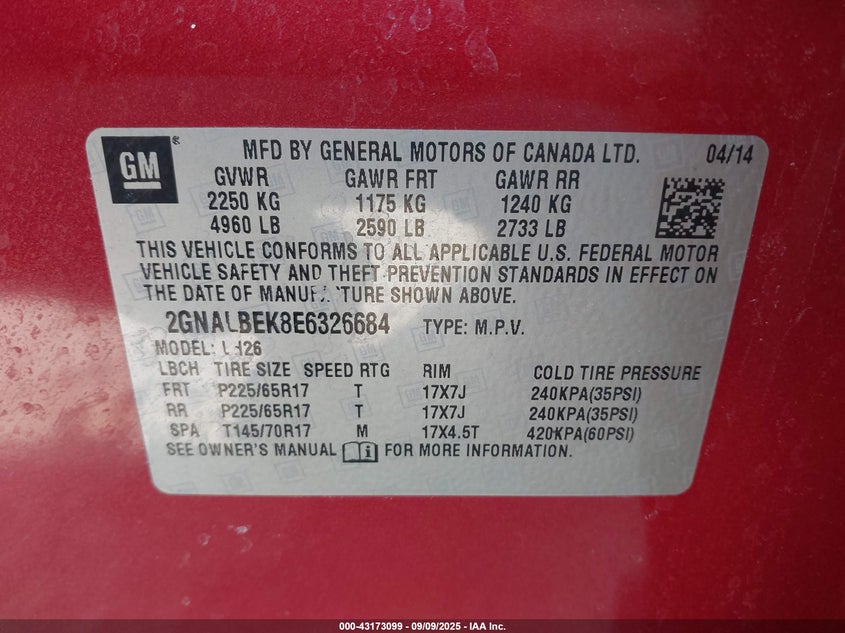 GM
MFD BY GENERAL MOTORS OF CANADA LTD. 04/14
GVWR GAWR FRT GAWR RR
2250 KG 1175 KG 1240 KG
4960 LB 2590 LB 2733 LB
THIS VEHICLE CONFORMS TO ALL APPLICABLE U.S. FEDERAL MOTOR
VEHICLE SAFETY AND THEFT PREVENTION STANDARDS IN EFFECT ON
THE DATE OF SHOWN ABOVE.
2GNALBEK8E6326684 TYPE: M.P.V.
MODEL:
LBCH TIRE SIZE SPEED RTG RIM COLD TIRE PRESSURE
FRT P225/65R17 T 17X7J 240KPA(35PSI)
RR P225/65R17 T 17X7J 240KPA(35PSI)
SPA T145/70R17 M 17X4.5T 420KPA(60PSI)
SEE OWNER'S MANUAL FOR MORE INFORMATION.
000-43173099 - 09/09/2025 - IAA Inc.